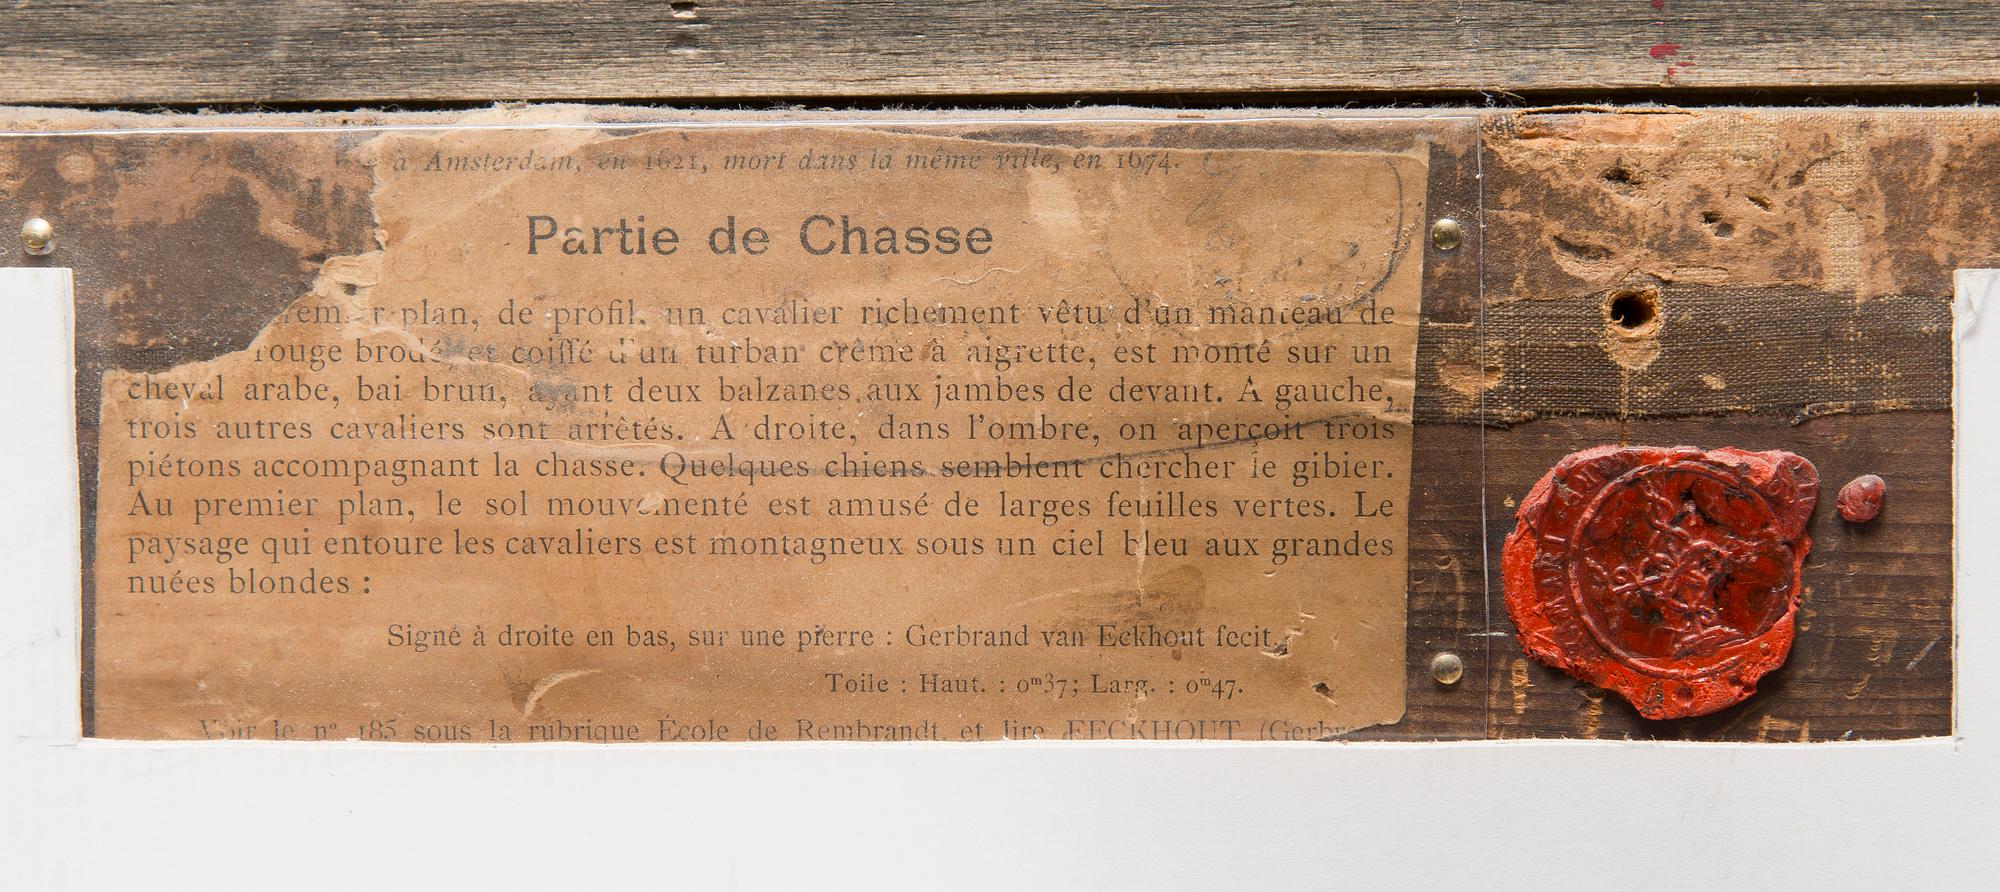 à Amsterdam, en 1621, mort dans la même ville, en 1674.
Partie de Chasse
plan, de profil, un cavalier richement vêtu d'un manteau de
rouge brodé et coiffé d'un turban crème à aigrette, est monté sur un
cheval arabe, bai brun, ayant deux balzanes aux jambes de devant. A gauche,
trois autres cavaliers sont arrêtés. A droite, dans l'ombre, on aperçoit trois
piétons accompagnant la chasse. Quelques chiens semblent chercher le gibier.
Au premier plan, le sol mouvementé est amusé de larges feuilles vertes. Le
paysage qui entoure les cavaliers est montagneux sous un ciel bleu aux grandes
nuées blondes :
Signé à droite en bas, sur une pierre : Gerbrand van Eckhout fecit.
Toile : Haut. : 0m37; Larg. : 0m47.
Voir le nº 185 sous la rubrique École de Rembrandt, et lire EECKHOUT